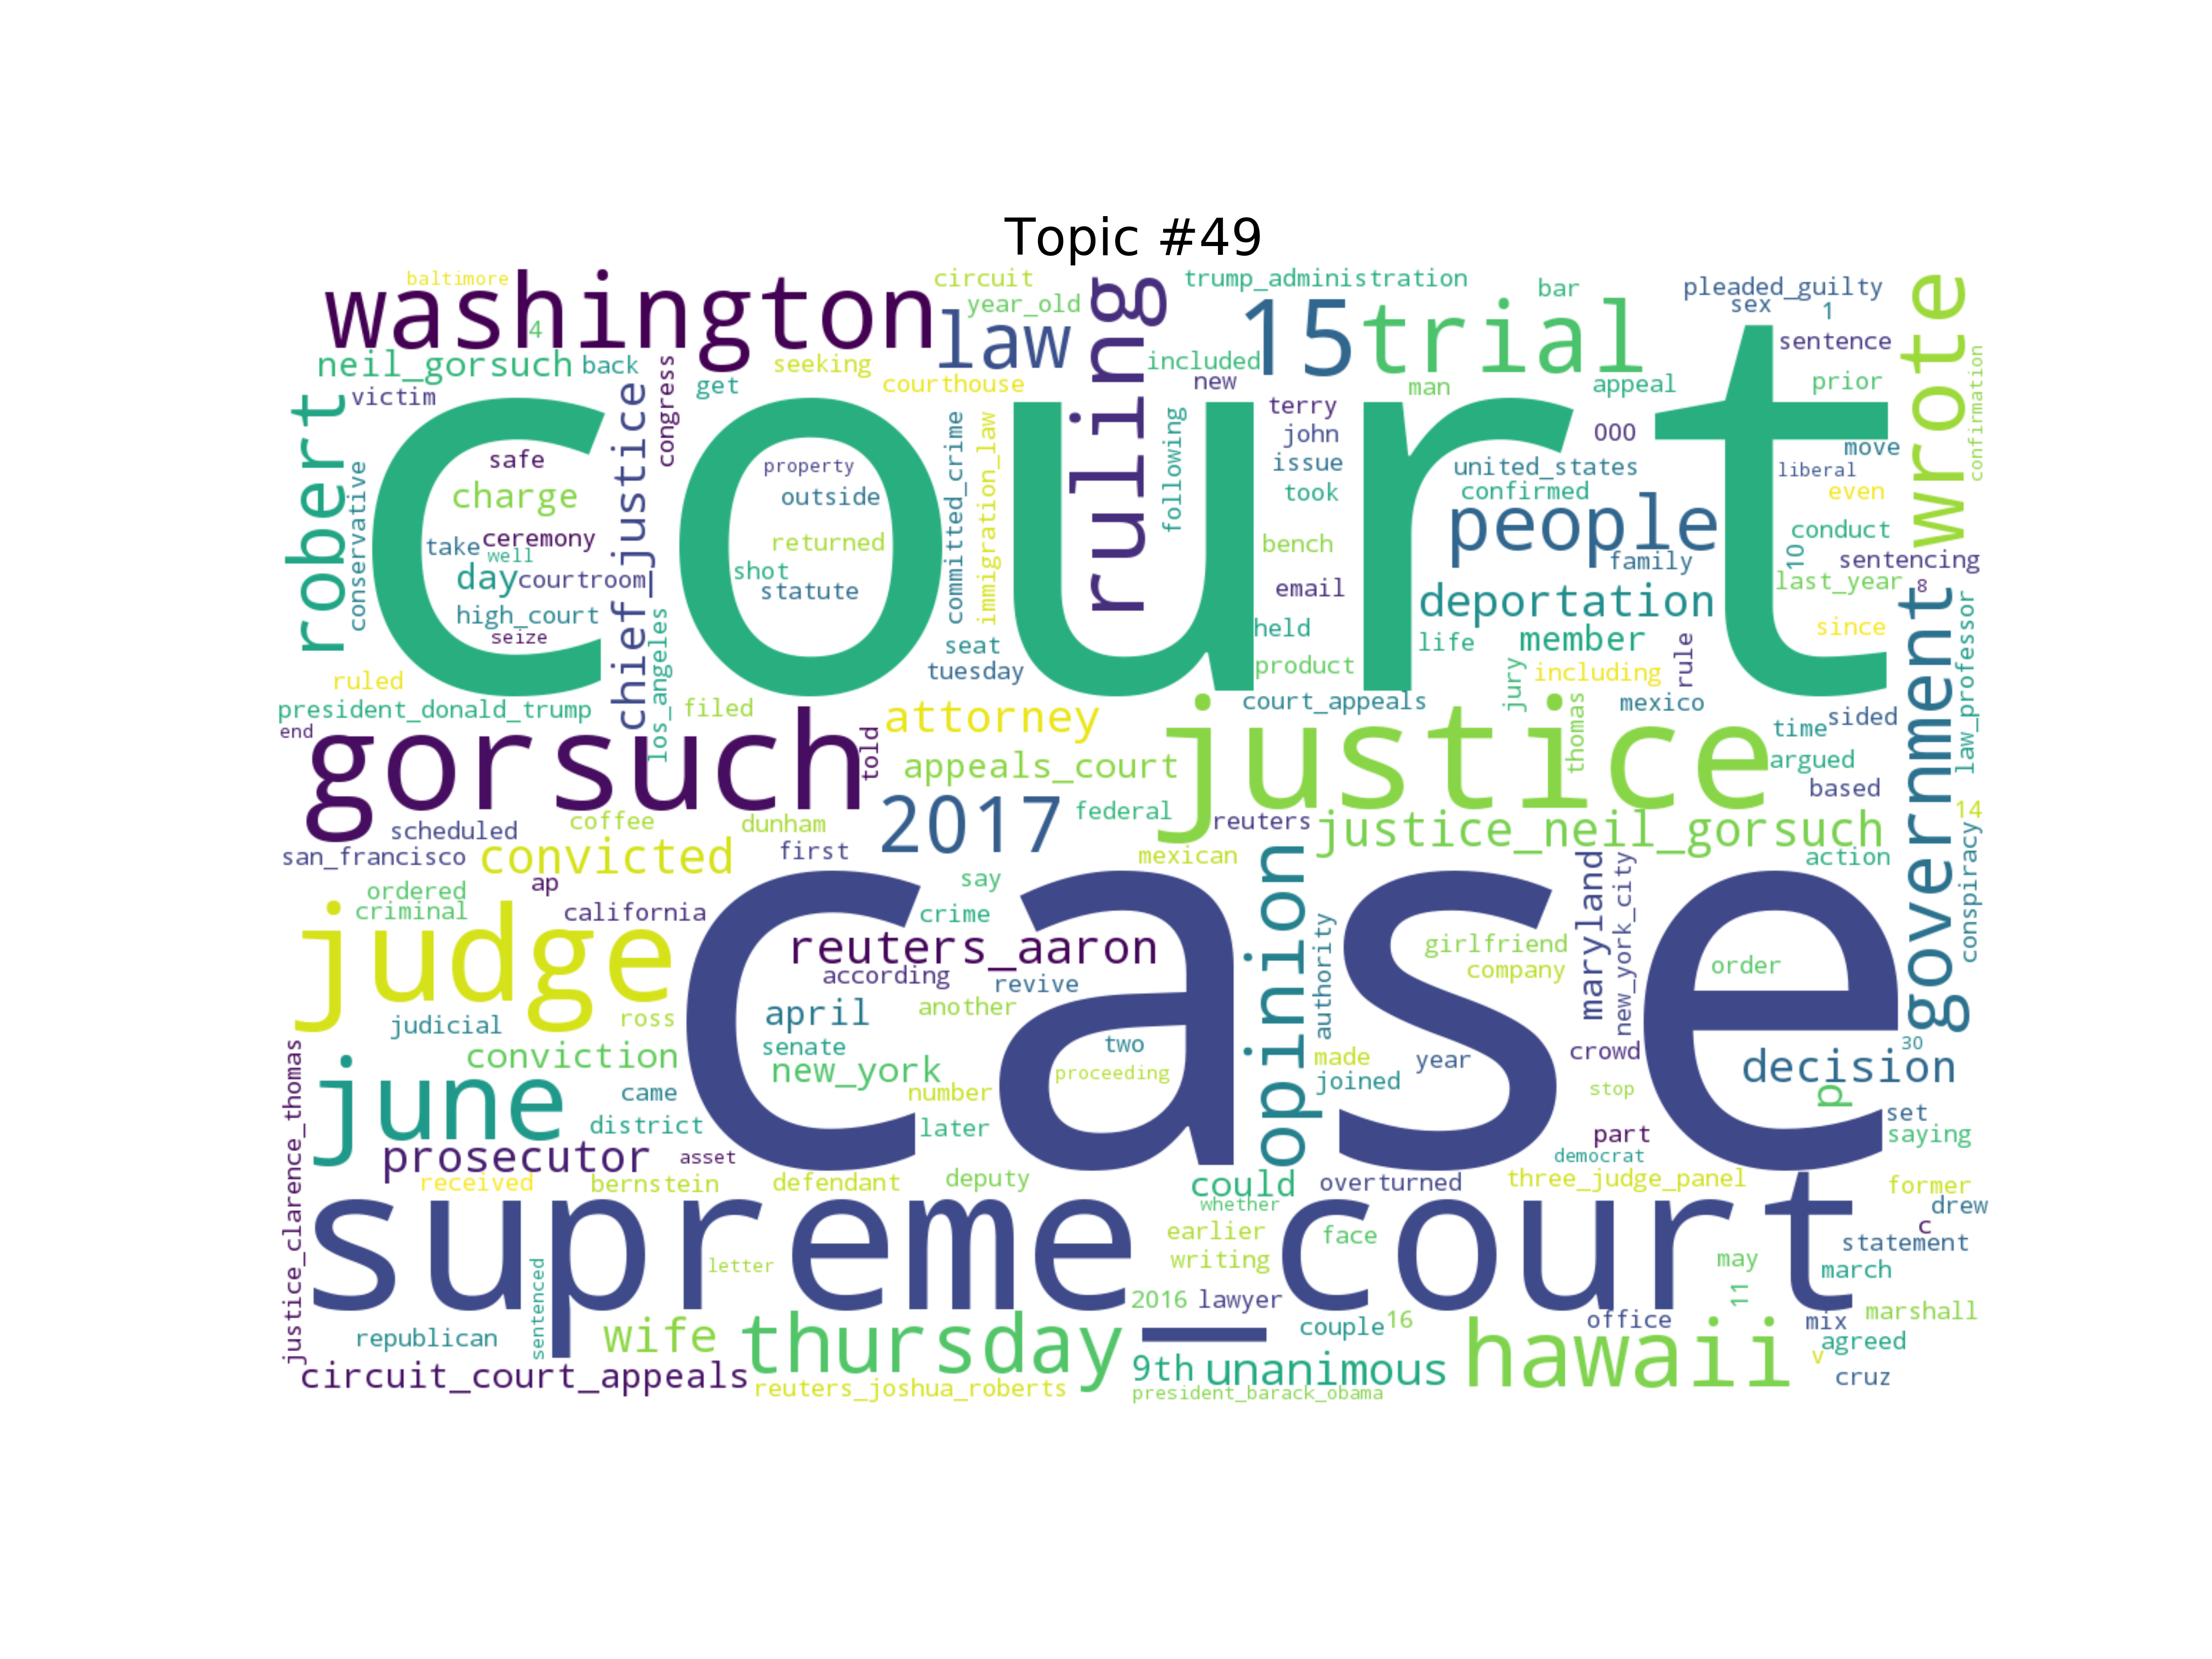 Topic #49
baltimore
washington
4
circuit
year_old
law
ruling
trump_administration
15
trial
bar
pleaded_guilty
sex
1
wrote
sentence
confirmation
neil_gorsuch
back
congress
get
seeking
courthouse
included
new
man
appeal
prior
victim
robert
conservative
chief_justice
court
committed_crime
immigration_law
following
terry
john
issue
took
000
move
liberal
safe
charge
take
ceremony
well
day
courtroom
high_court
seize
property
outside
returned
shot
statute
bench
email
united_states
confirmed
people
family
10
even
conduct
sentencing
last_year
8
deportation
held
seat
tuesday
product
life
member
including
rule
since
government
law_professor
ruled
los_angeles
president_donald_trump
end
filed
attorney
court_appeals
jury
thomas
mexico
time
sided
gorsuch
told
appeals_court
justice
argued
based
scheduled
coffee
dunham
2017
federal
reuters
justice_neil_gorsuch
14
san_francisco
convicted
first
mexican
action
conspiracy
ordered
ap
say
opinion
maryland
new_york_city
criminal
california
crime
case
judge
reuters_aaron
authority
girlfriend
company
order
according
revive
april
another
judicial
ross
senate
two
made
year
crowd
30
justice_clarence_thomas
conviction
new_york
proceeding
joined
stop
decision
june
came
number
p
set
district
later
part
saying
prosecutor
asset
democrat
received
bernstein
defendant
deputy
could
overturned
three_judge_panel
former
whether
drew
supreme_court
earlier
face
c
writing
statement
sentenced
letter
may
march
2016
lawyer
11
republican
wife
thursday
couple
16
office
mix
marshall
hawaii
agreed
circuit_court_appeals
9th
unanimous
v
cruz
reuters_joshua_roberts
president_barack_obama